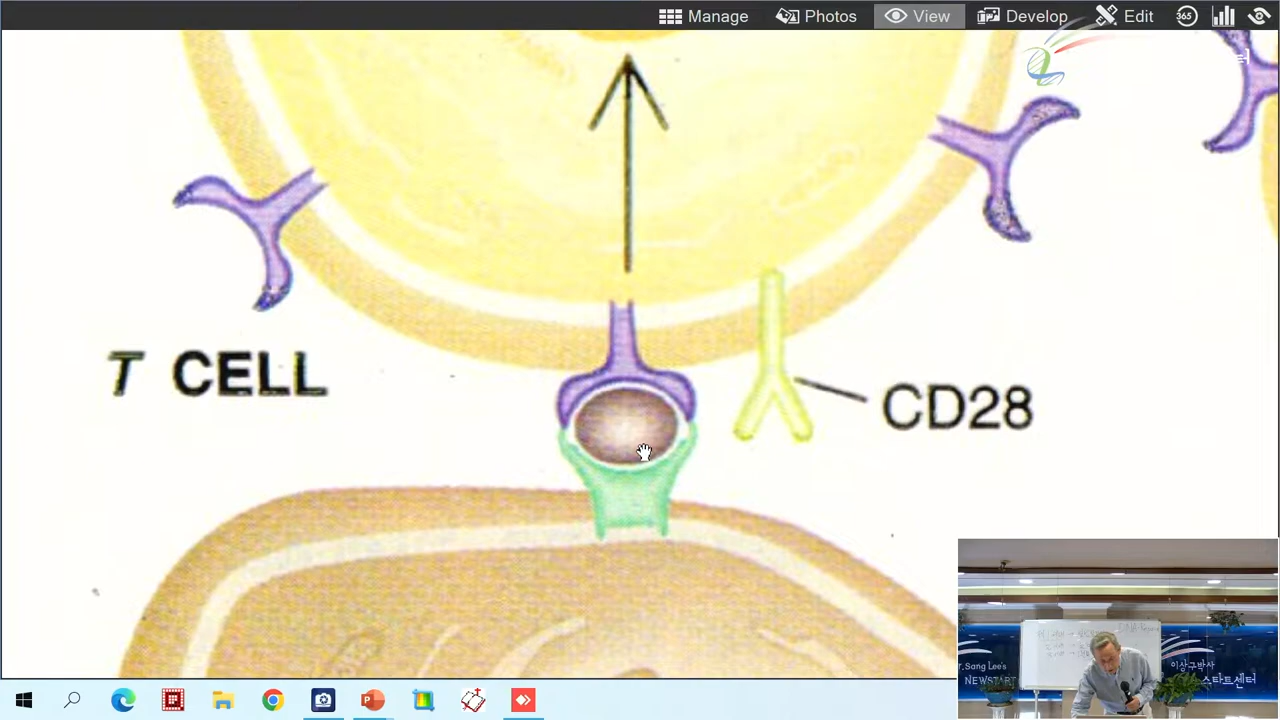 Manage
Photos
View
Develop
Edit
365
T CELL
CD28
r.Sang Lee's
NEWSTART
이상구박사
스타트센터